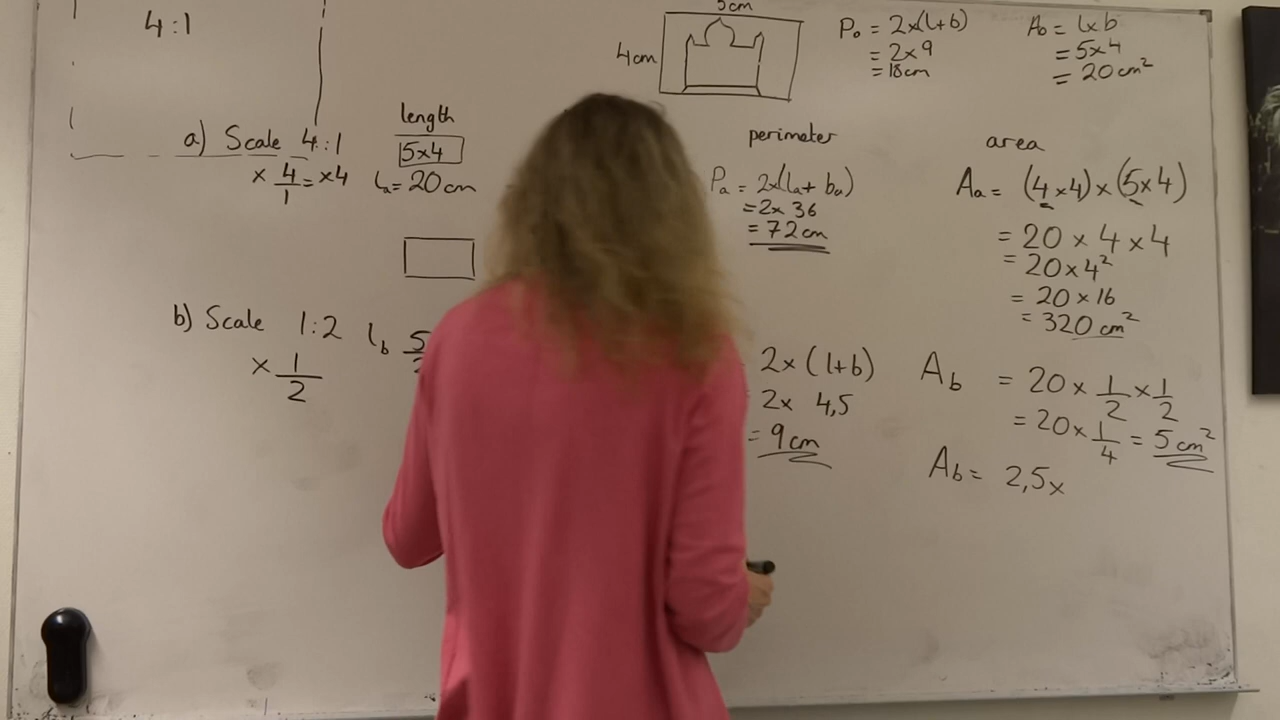 4:1
5cm
4cm
P₀ = 2×(l+b)
= 2×9
= 18cm
A₀ = l×b
= 5×4
= 20cm²
a) Scale 4:1
× 4/1 = ×4
length
5×4
lₐ = 20cm
perimeter
Pₐ = 2×(lₐ+bₐ)
= 2× 36
= 72cm
area
Aₐ = (4×4)×(5×4)
= 20 × 4 × 4
= 20×4²
= 20×16
= 320 cm²
b) Scale 1:2
× 1/2
l_b 5
2×(l+b)
2× 4,5
= 9cm
A_b = 20 × 1/2 × 1/2
= 20× 1/4 = 5cm²
A_b = 2,5×